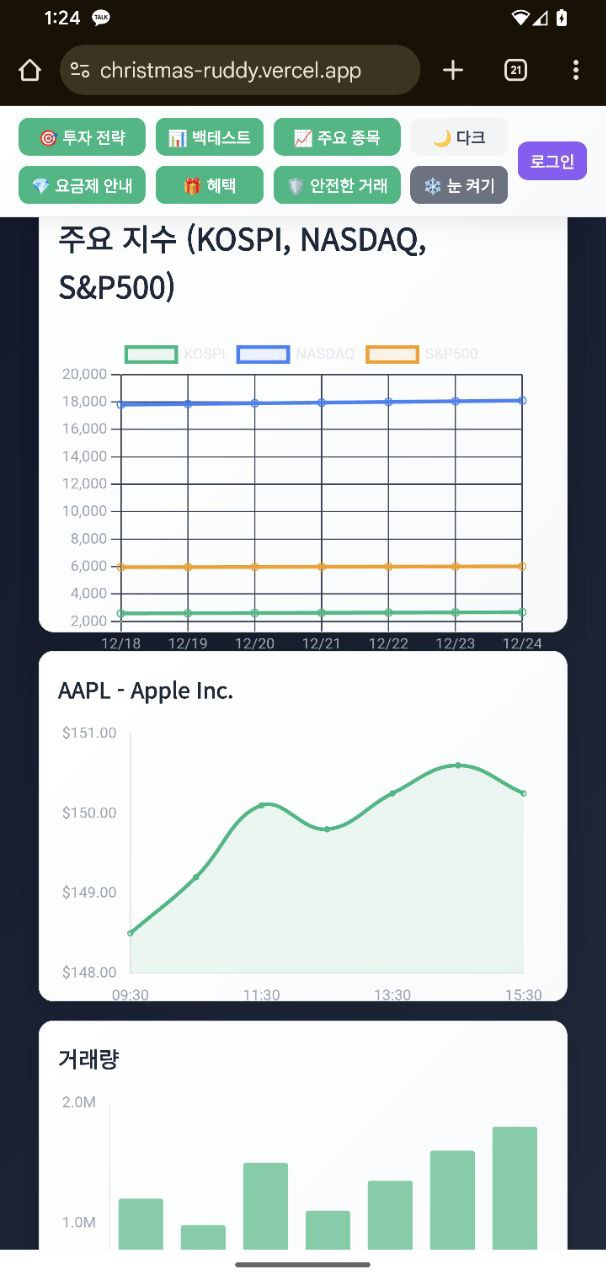 1:24 TALK
christmas-ruddy.vercel.app 21
🎯 투자 전략 📊 백테스트 📈 주요 종목 🌙 다크
로그인
💎 요금제 안내 🎁 혜택 🛡️ 안전한 거래 ❄️ 눈 켜기
주요 지수 (KOSPI, NASDAQ,
S&P500)
KOSPI NASDAQ S&P500
20,000
18,000
16,000
14,000
12,000
10,000
8,000
6,000
4,000
2,000
12/18 12/19 12/20 12/21 12/22 12/23 12/24
AAPL - Apple Inc.
$151.00
$150.00
$149.00
$148.00
09:30 11:30 13:30 15:30
거래량
2.0M
1.0M